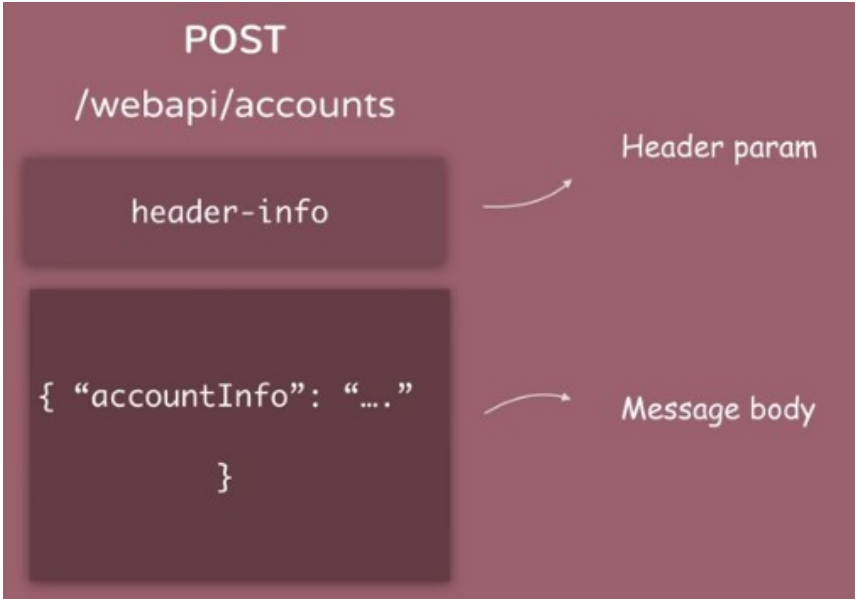 POST
/webapi/accounts
Header param
header-info
{ “accountInfo”: “….”
Message body
}